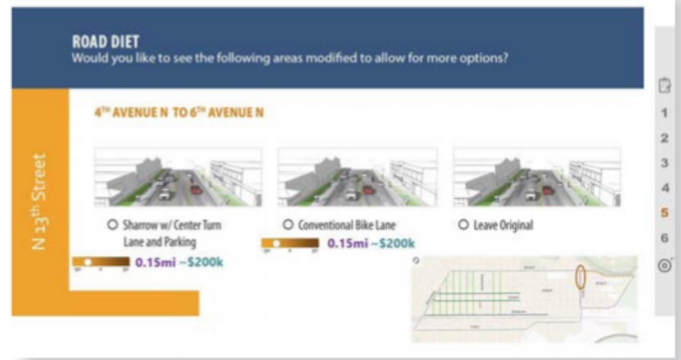 ROAD DIET
Would you like to see the following areas modified to allow for more options?
4TH AVENUE N TO 6TH AVENUE N
N 13th Street
Sharrow w/ Center Turn
Lane and Parking
0.15mi ~$200k
Conventional Bike Lane
0.15mi ~$200k
Leave Original
1
2
3
4
5
6